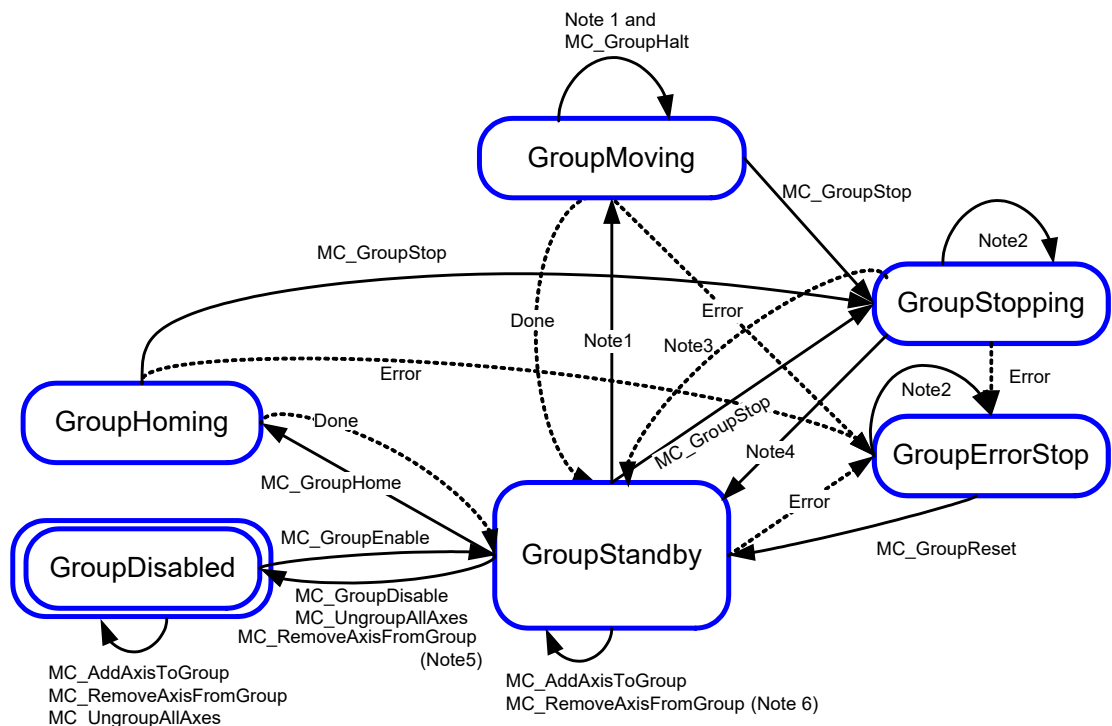 Note 1 and
MC_GroupHalt
GroupMoving
MC_GroupStop
MC_GroupStop
Note2
GroupStopping
Done
Note1
Error
Note3
Error
Error
Note2
GroupHoming
Done
MC_GroupStop
Note4
GroupErrorStop
MC_GroupHome
Error
MC_GroupReset
MC_GroupEnable
GroupDisabled
GroupStandby
MC_GroupDisable
MC_UngroupAllAxes
MC_RemoveAxisFromGroup
(Note5)
MC_AddAxisToGroup
MC_RemoveAxisFromGroup
MC_UngroupAllAxes
MC_AddAxisToGroup
MC_RemoveAxisFromGroup (Note 6)